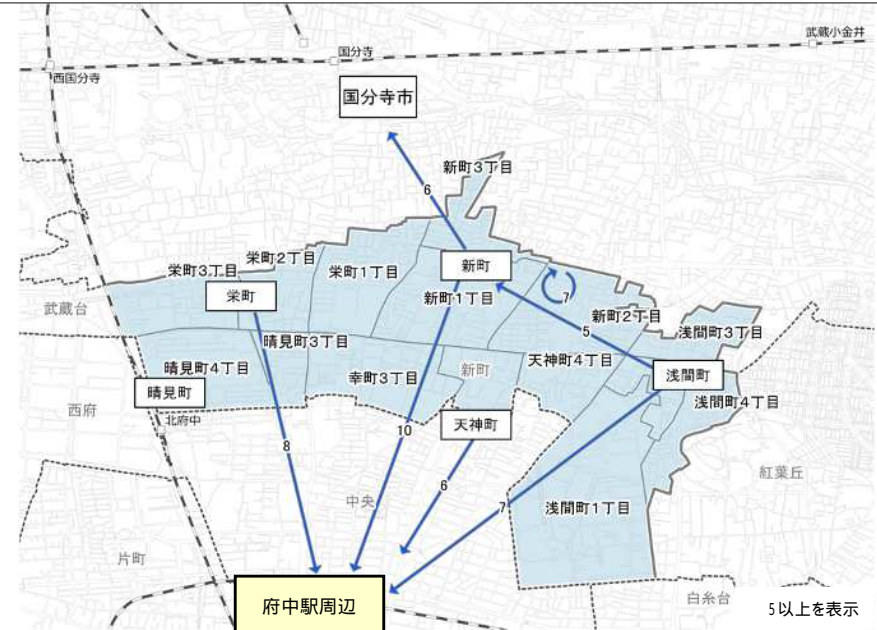 武蔵小金井
国分寺
西国分寺
国分寺市
新町3丁目
6
栄町2丁目
栄町3丁目
栄町1丁目
新町
栄町
新町1丁目
7
武蔵台
新町2丁目
5
浅間町3丁目
晴見町3丁目
天神町4丁目
晴見町4丁目
新町
幸町3丁目
浅間町
晴見町
浅間町4丁目
西府
北府中
天神町
10
8
紅葉丘
6
中央
7
浅間町1丁目
片町
白糸台
府中駅周辺
5以上を表示